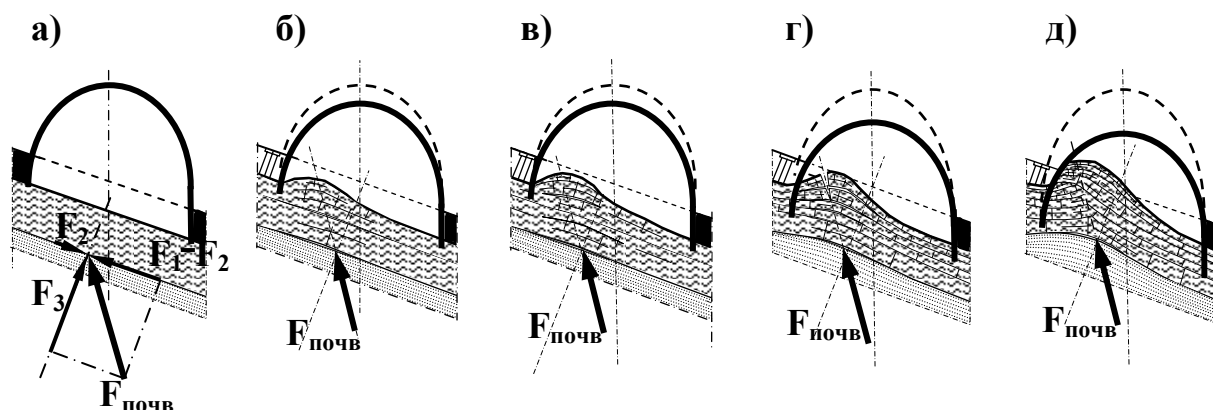 а) б) в) г) д)
F₂ F₁-F₂
F₃
Fпочв Fпочв Fпочв Fпочв
Fпочв